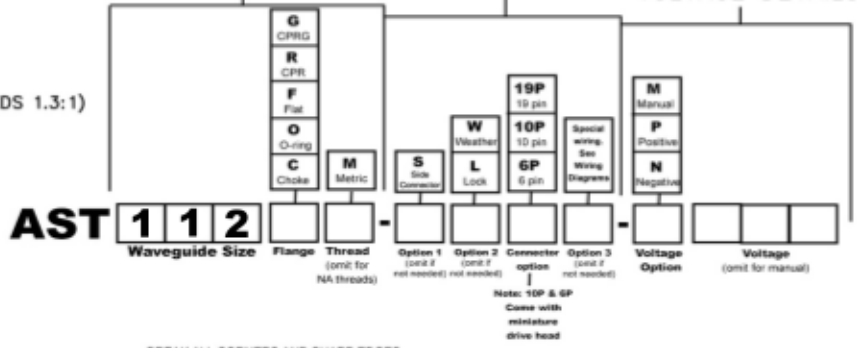 DS 1.3:1)
G
CPRG
R
CPR
F
Flat
O
O-ring
C
Choke
M
Metric
S
Side
Connector
W
Weather
L
Lock
19P
19 pin
10P
10 pin
6P
6 pin
Special
wiring.
See
Wiring
Diagrams
M
Manual
P
Positive
N
Negative
AST 1 1 2 - -
Waveguide Size
Flange
Thread
(omit for
NA threads)
Option 1
(omit if
not needed)
Option 2
(omit if
not needed)
Connector
option
Note: 10P & 6P
Come with
miniature
drive head
Option 3
(omit if
not needed)
Voltage
Option
Voltage
(omit for manual)